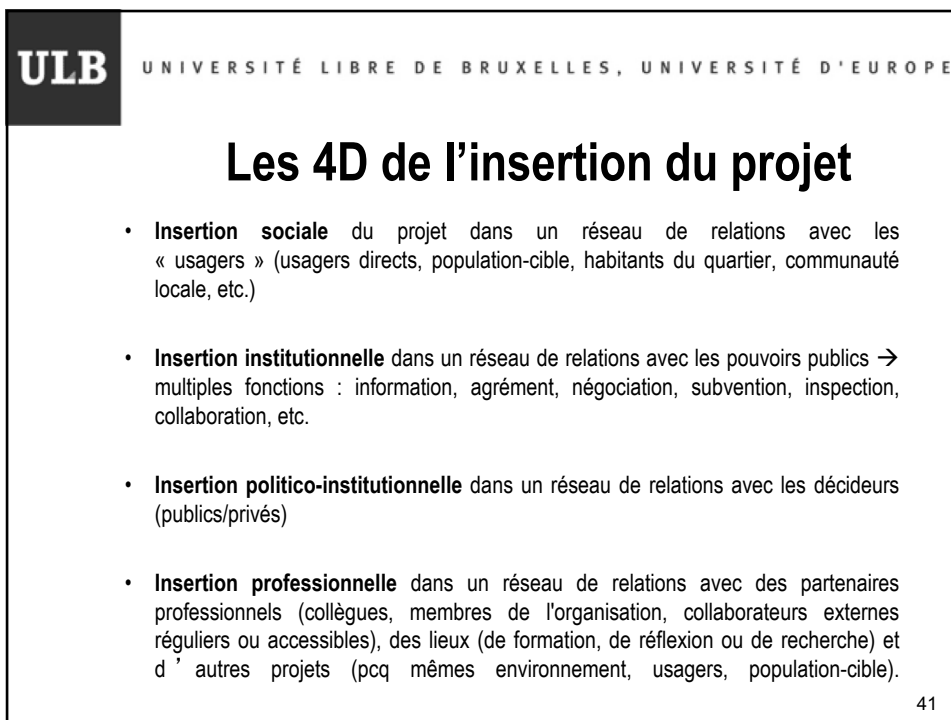 ULB UNIVERSITÉ LIBRE DE BRUXELLES, UNIVERSITÉ D'EUROPE
Les 4D de l’insertion du projet
• Insertion sociale du projet dans un réseau de relations avec les
« usagers » (usagers directs, population-cible, habitants du quartier, communauté
locale, etc.)
• Insertion institutionnelle dans un réseau de relations avec les pouvoirs publics →
multiples fonctions : information, agrément, négociation, subvention, inspection,
collaboration, etc.
• Insertion politico-institutionnelle dans un réseau de relations avec les décideurs
(publics/privés)
• Insertion professionnelle dans un réseau de relations avec des partenaires
professionnels (collègues, membres de l'organisation, collaborateurs externes
réguliers ou accessibles), des lieux (de formation, de réflexion ou de recherche) et
d ’ autres projets (pcq mêmes environnement, usagers, population-cible).
41